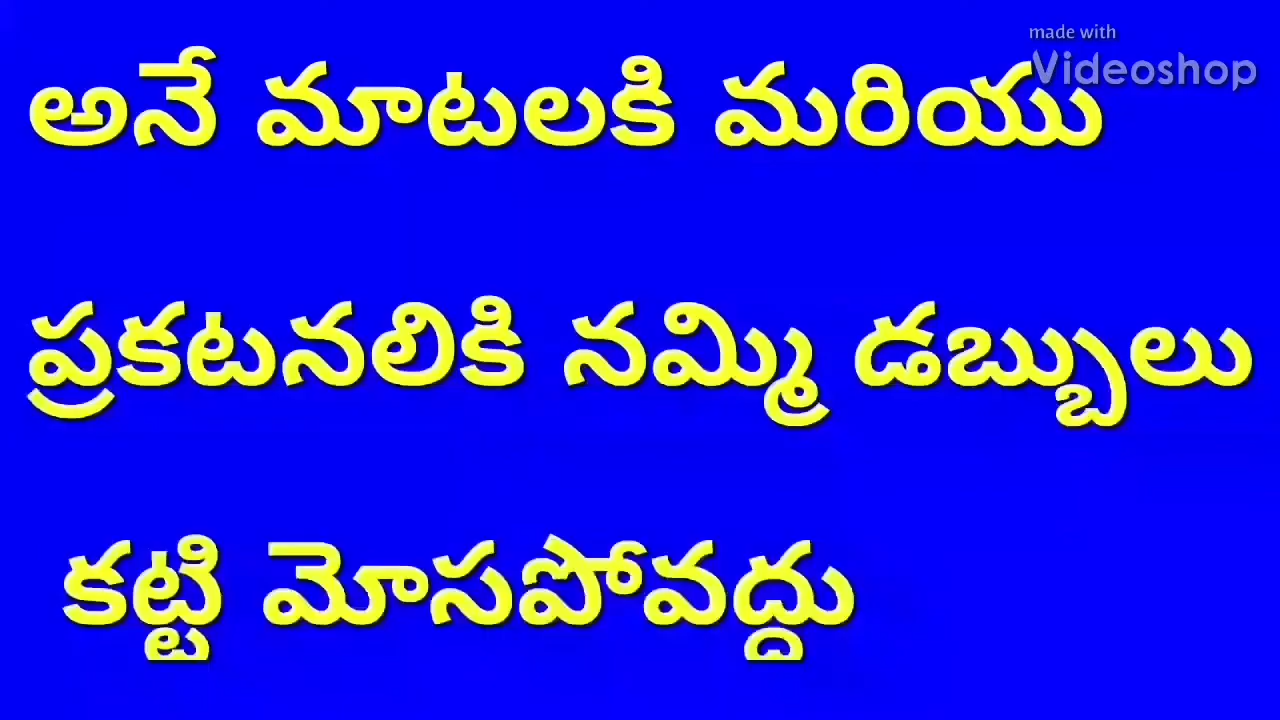 made with
Videoshop
అనే మాటలకి మరియు
ప్రకటనలికి నమ్మి డబ్బులు
కట్టి మోసపోవద్దు